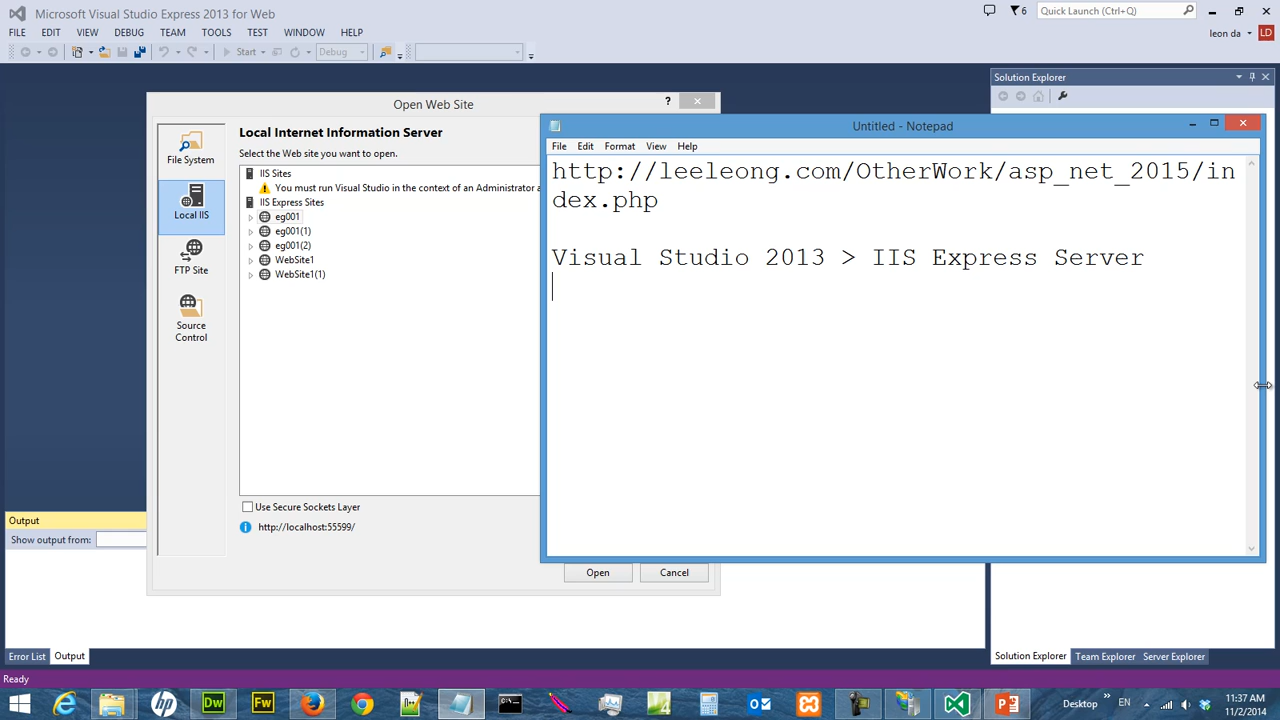 Microsoft Visual Studio Express 2013 for Web
6
Quick Launch (Ctrl+Q)
FILE EDIT VIEW DEBUG TEAM TOOLS TEST WINDOW HELP
leon da
LD
Start
Debug
Solution Explorer
Open Web Site
?
File System
Local IIS
FTP Site
Source
Control
Local Internet Information Server
Select the Web site you want to open.
IIS Sites
You must run Visual Studio in the context of an Administrator a
IIS Express Sites
eg001
eg001(1)
eg001(2)
WebSite1
WebSite1(1)
Use Secure Sockets Layer
http://localhost:55599/
Open
Cancel
Untitled - Notepad
File Edit Format View Help
http://leeleong.com/OtherWork/asp_net_2015/in
dex.php
Visual Studio 2013 > IIS Express Server
Output
Show output from:
Error List Output
Solution Explorer Team Explorer Server Explorer
Ready
Dw
Fw
Desktop
EN
11:37 AM
11/2/2014